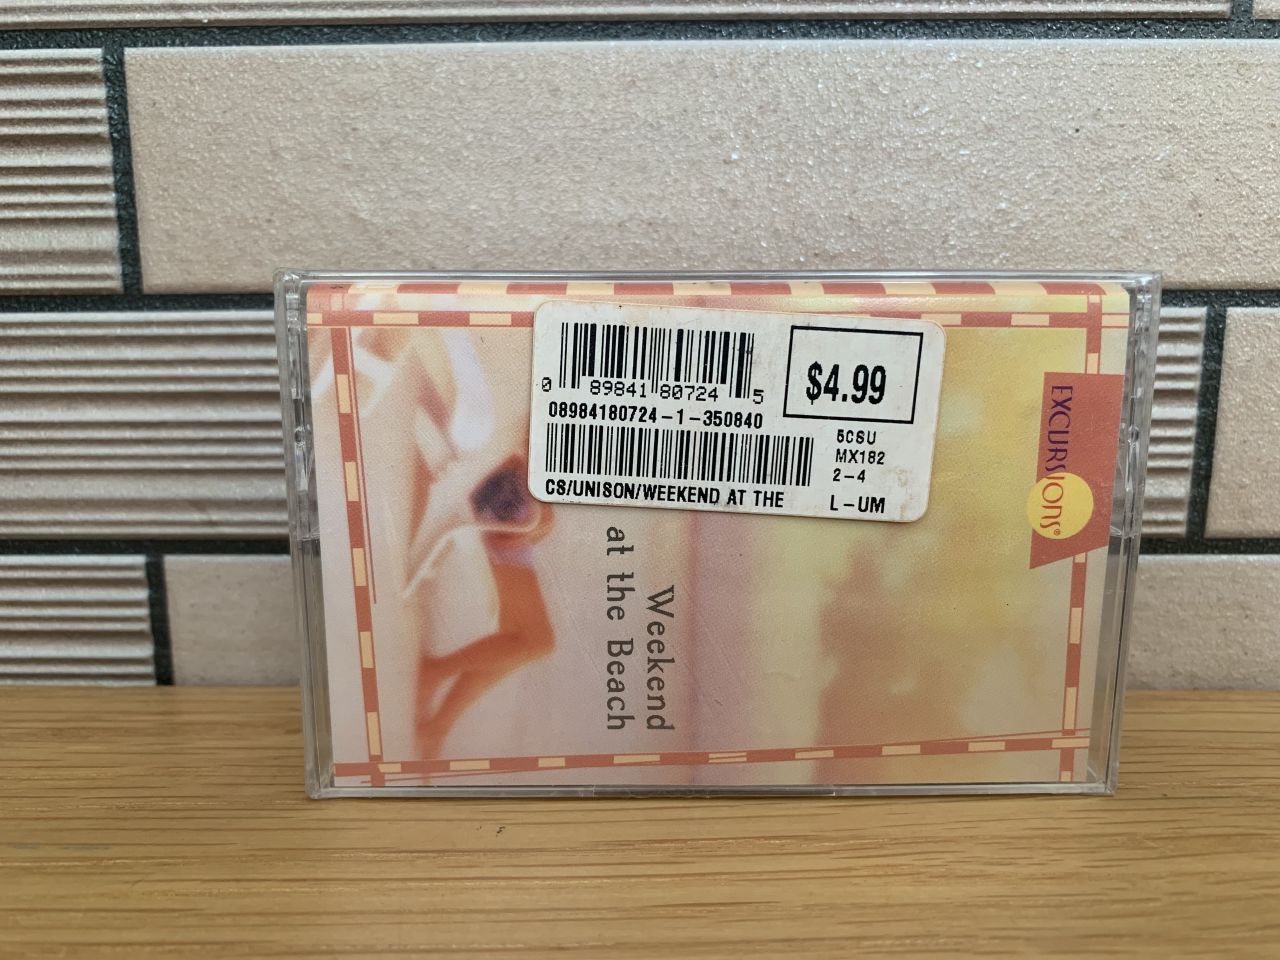 0 89841 80724 5
$4.99
08984180724-1-350840
5CSU
MX182
2-4
CS/UNISON/WEEKEND AT THE
L-UM
EXCURSIONS®
Weekend
at the Beach